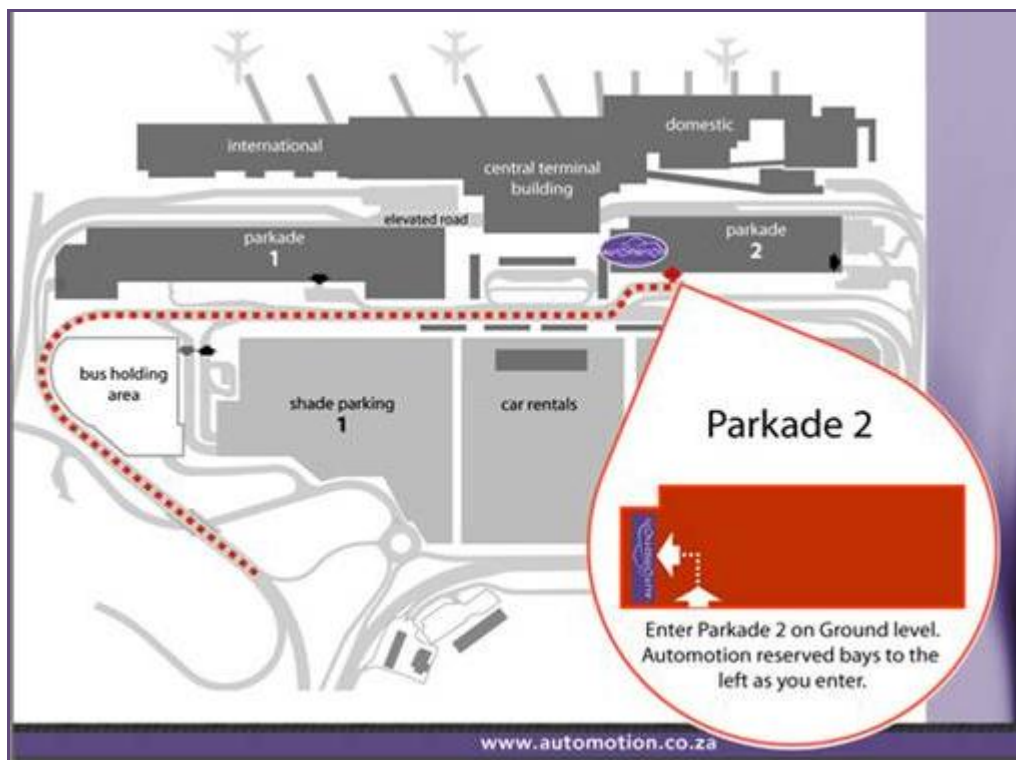 international
domestic
central terminal
building
elevated road
parkade
1
parkade
2
bus holding
area
shade parking
1
car rentals
Parkade 2
Enter Parkade 2 on Ground level.
Automotion reserved bays to the
left as you enter.
www.automotion.co.za